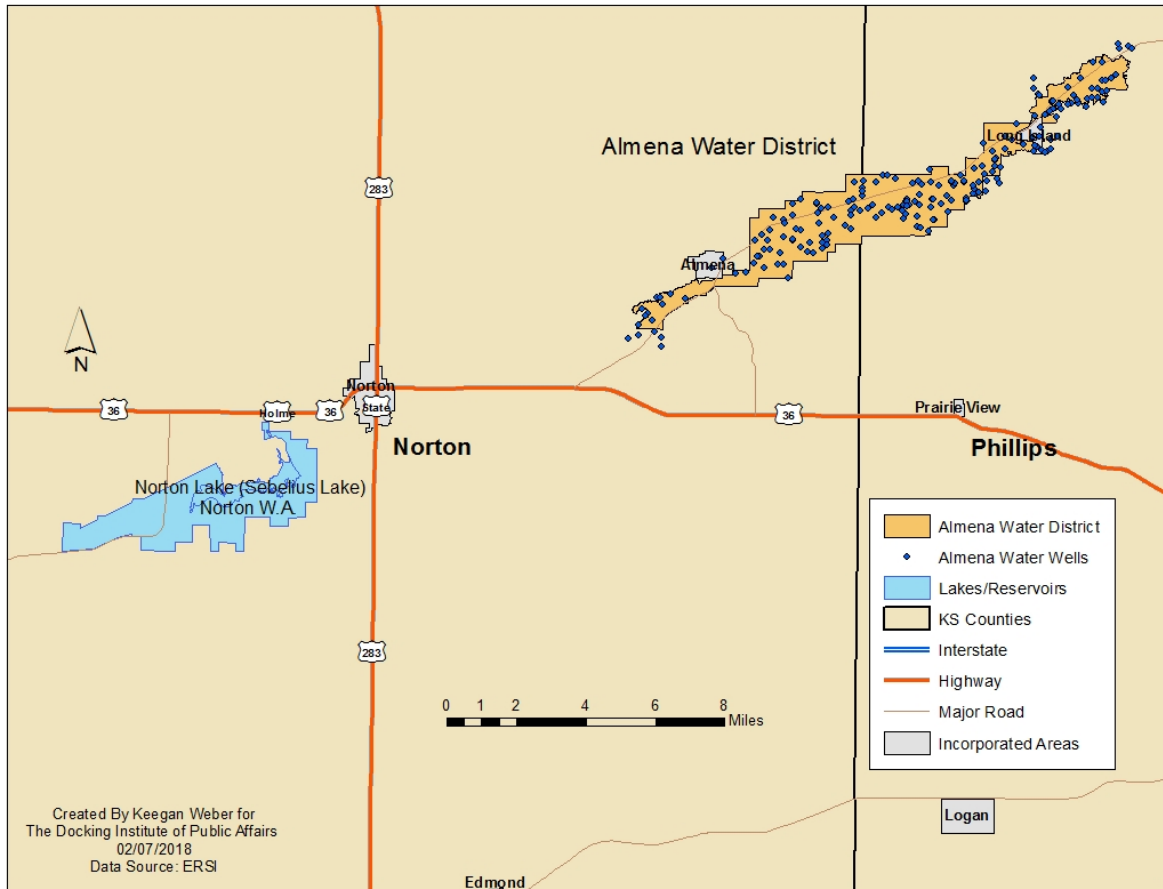 283
Long Island
Almena Water District
Almena
N
Norton
36
Holme
36
State
36
Prairie View
Norton
Phillips
Norton Lake (Sebelius Lake)
Norton W.A.
Almena Water District
Almena Water Wells
Lakes/Reservoirs
KS Counties
Interstate
Highway
Major Road
Incorporated Areas
283
0 1 2 4 6 8
Miles
Created By Keegan Weber for
The Docking Institute of Public Affairs
02/07/2018
Data Source: ERSI
Logan
Edmond